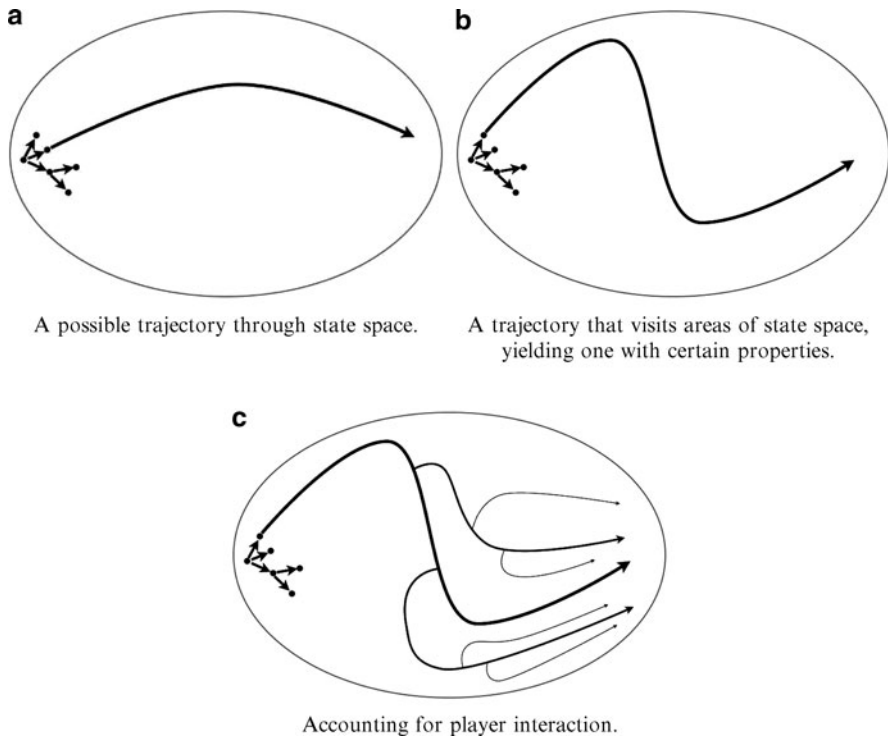 a
A possible trajectory through state space.
b
A trajectory that visits areas of state space,
yielding one with certain properties.
c
Accounting for player interaction.